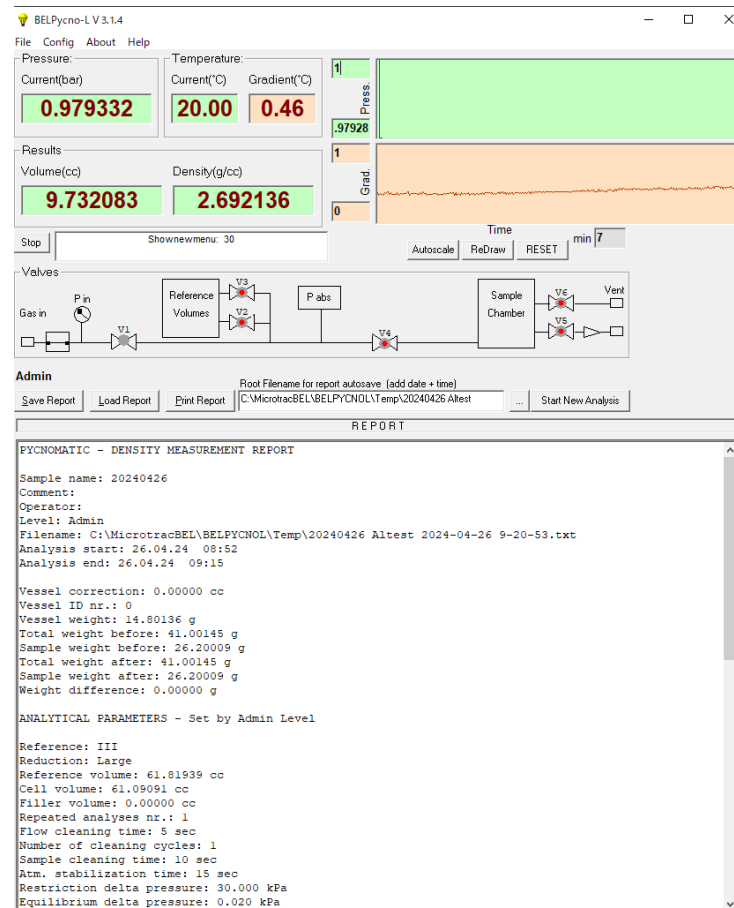 BELPycno-L V 3.1.4
File Config About Help
Pressure:
Current(bar)
0.979332
Temperature:
Current(°C) Gradient(°C)
20.00 0.46
1
Press.
.97928
Results
Volume(cc) Density(g/cc)
9.732083 2.692136
1
Grad.
0
Stop
Shownewmenu: 30
Time
Autoscale ReDraw RESET
min 7
Valves
Gas in
P in
V1
Reference
Volumes
V3
V2
P abs
V4
Sample
Chamber
V6
V5
Vent
Admin
Root Filename for report autosave (add date + time)
Save Report Load Report Print Report C:\MicrotracBEL\BELPYCNOL\Temp\20240426 Altest ... Start New Analysis
REPORT
PYCNOMATIC - DENSITY MEASUREMENT REPORT
Sample name: 20240426
Comment:
Operator:
Level: Admin
Filename: C:\MicrotracBEL\BELPYCNOL\Temp\20240426 Altest 2024-04-26 9-20-53.txt
Analysis start: 26.04.24 08:52
Analysis end: 26.04.24 09:15
Vessel correction: 0.00000 cc
Vessel ID nr.: 0
Vessel weight: 14.80136 g
Total weight before: 41.00145 g
Sample weight before: 26.20009 g
Total weight after: 41.00145 g
Sample weight after: 26.20009 g
Weight difference: 0.00000 g
ANALYTICAL PARAMETERS - Set by Admin Level
Reference: III
Reduction: Large
Reference volume: 61.81939 cc
Cell volume: 61.09091 cc
Filler volume: 0.00000 cc
Repeated analyses nr.: 1
Flow cleaning time: 5 sec
Number of cleaning cycles: 1
Sample cleaning time: 10 sec
Atm. stabilization time: 15 sec
Restriction delta pressure: 30.000 kPa
Equilibrium delta pressure: 0.020 kPa